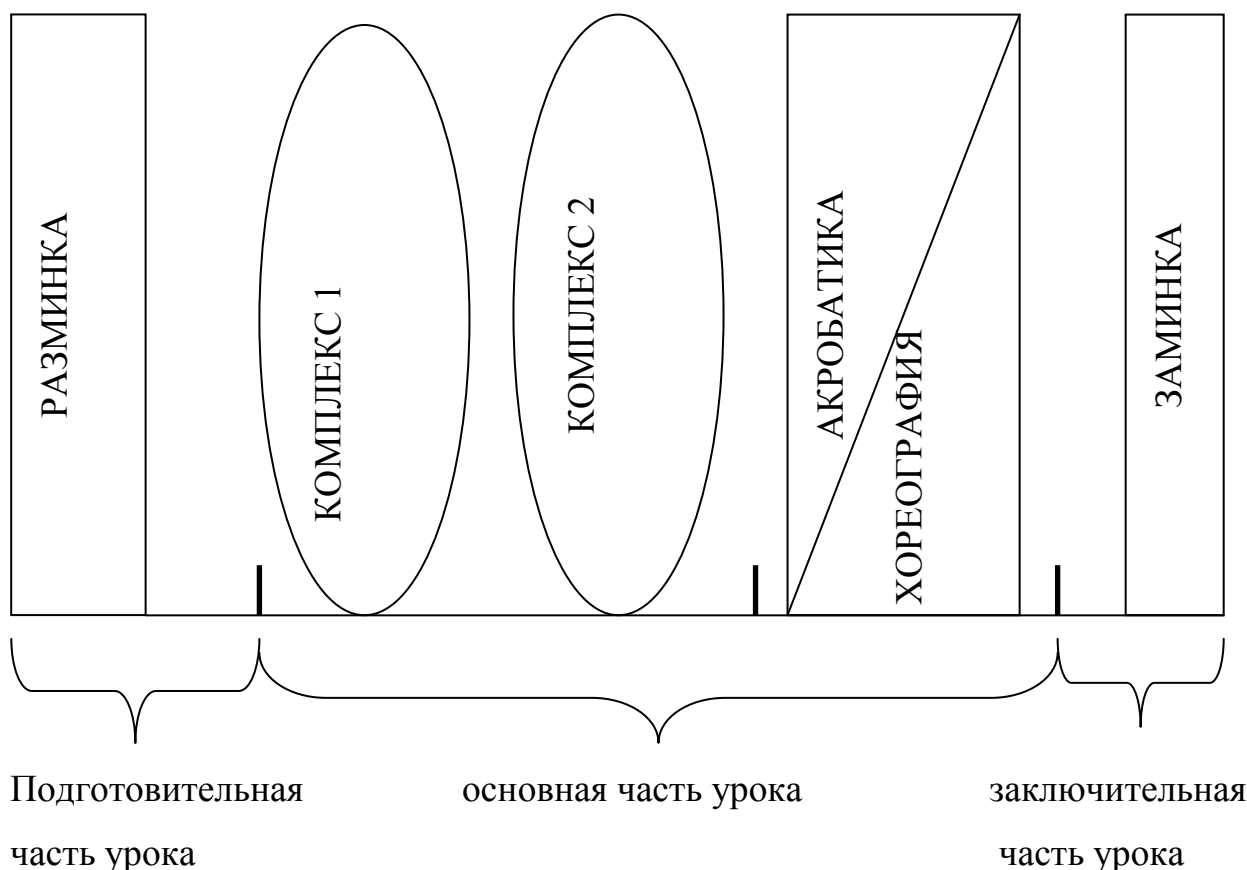 РАЗМИНКА
КОМПЛЕКС 1
КОМПЛЕКС 2
АКРОБАТИКА
ХОРЕОГРАФИЯ
ЗАМИНКА
Подготовительная
часть урока
основная часть урока
заключительная
часть урока